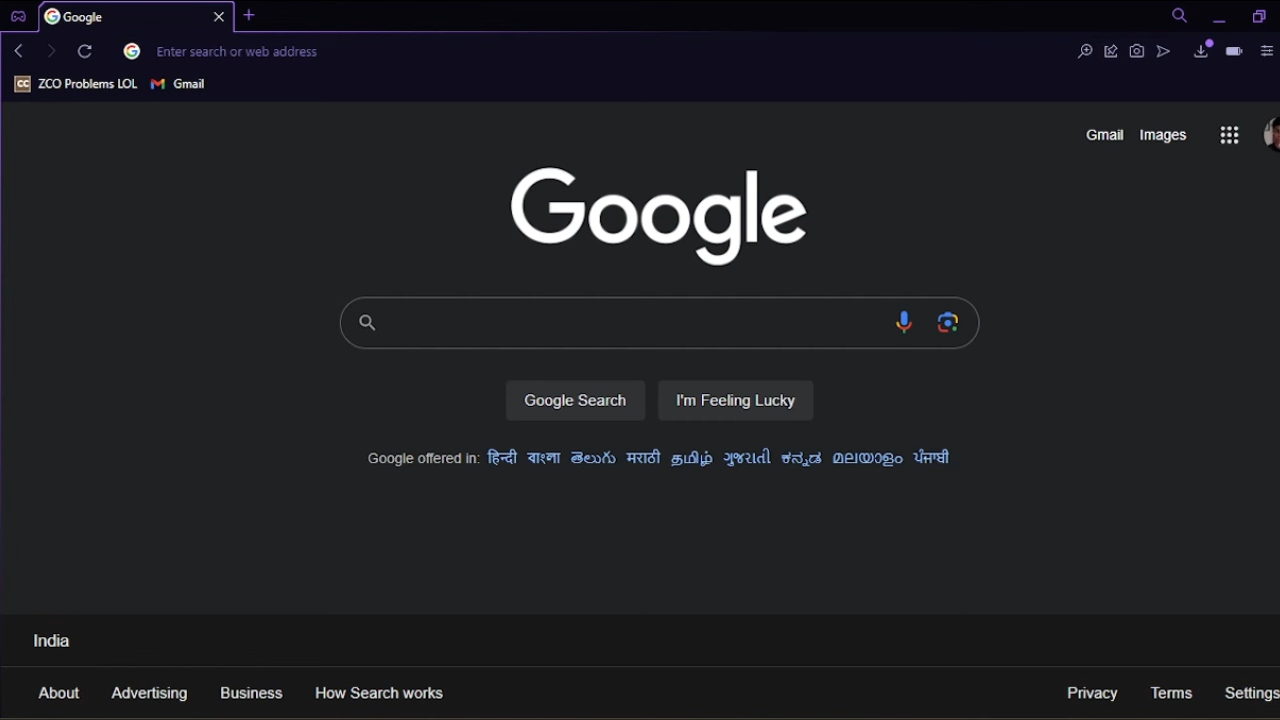 Google
Enter search or web address
CC ZCO Problems LOL Gmail
Gmail Images
Google
Google Search I'm Feeling Lucky
Google offered in: हिन्दी বাংলা తెలుగు मराठी தமிழ் ગુજરાતી ಕನ್ನಡ മലയാളം ਪੰਜਾਬੀ
India
About Advertising Business How Search works Privacy Terms Settings